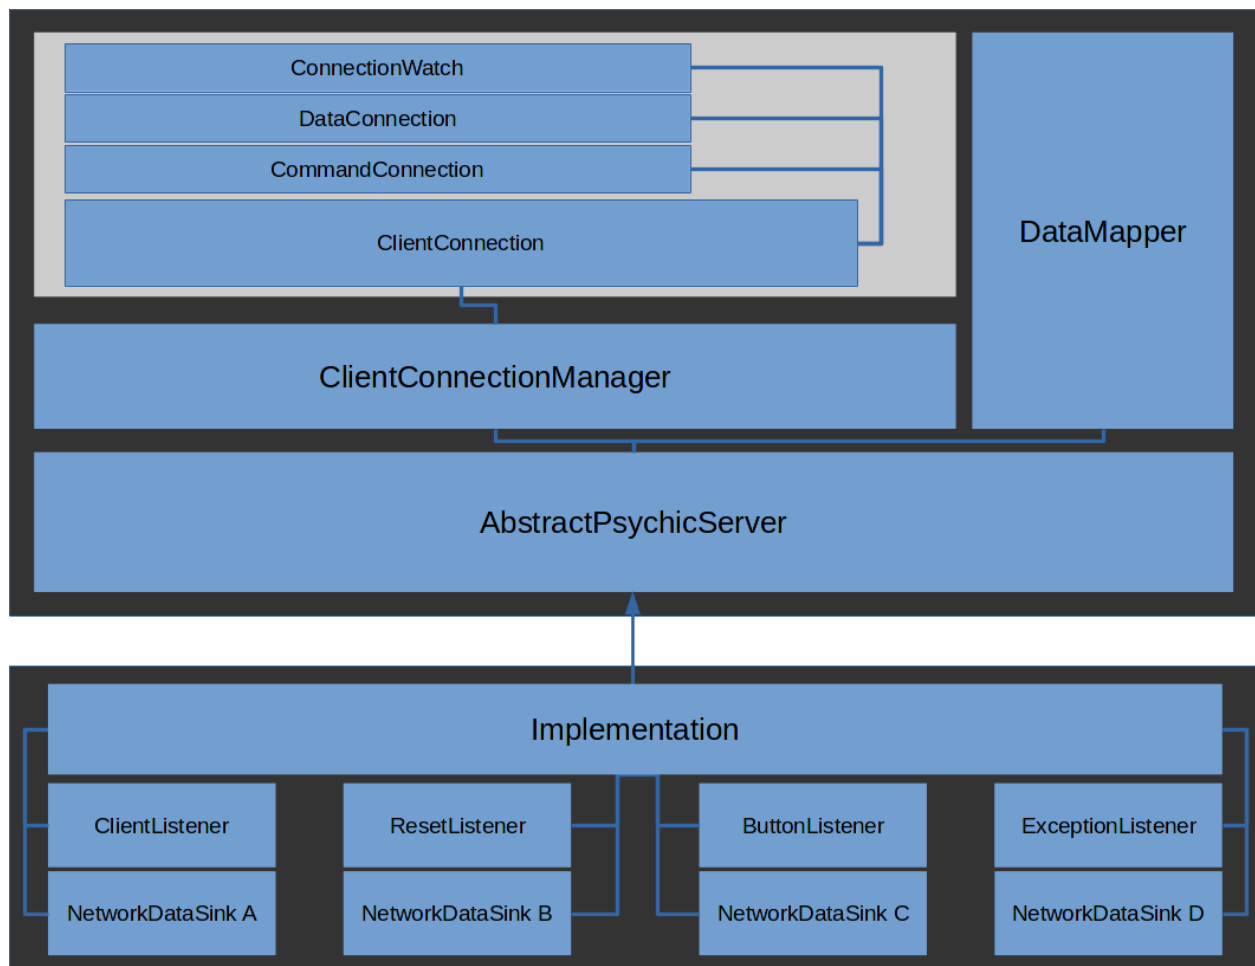 ConnectionWatch
DataConnection
CommandConnection
ClientConnection
DataMapper
ClientConnectionManager
AbstractPsychicServer
Implementation
ClientListener
ResetListener
ButtonListener
ExceptionListener
NetworkDataSink A
NetworkDataSink B
NetworkDataSink C
NetworkDataSink D